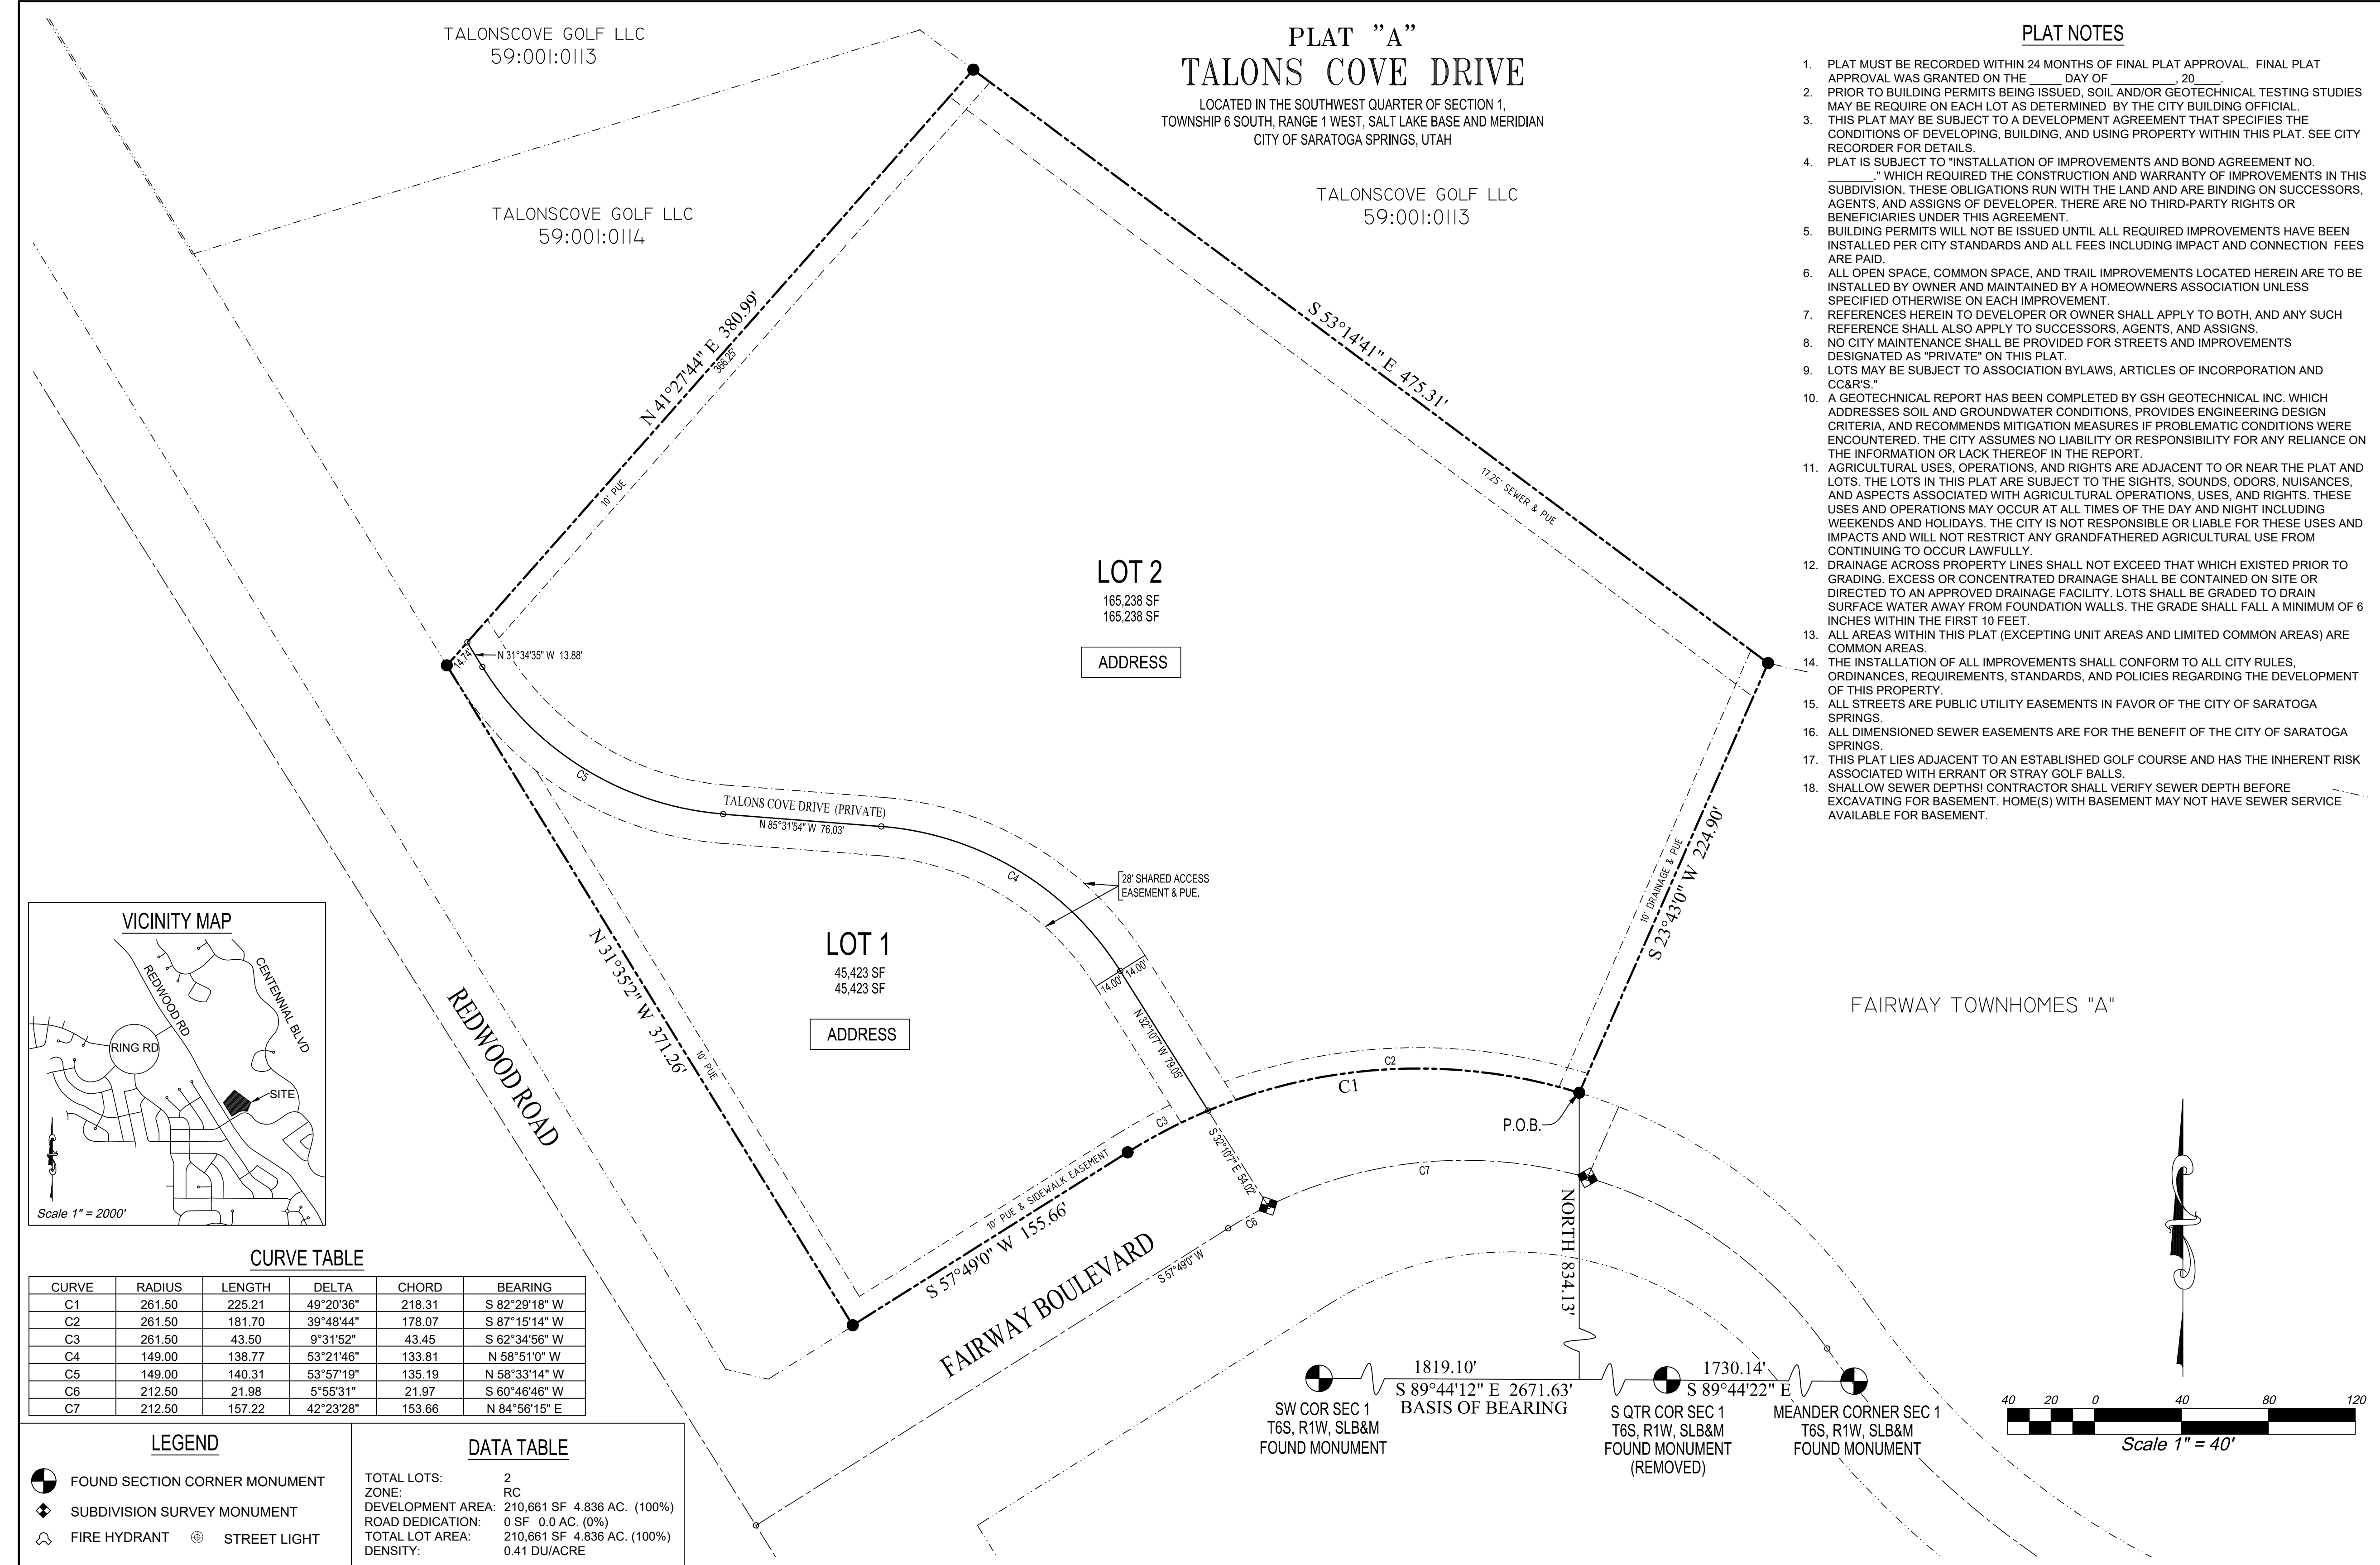 TALONSCOVE GOLF LLC
59:001:0113
PLAT "A"
TALONS COVE DRIVE
LOCATED IN THE SOUTHWEST QUARTER OF SECTION 1,
TOWNSHIP 6 SOUTH, RANGE 1 WEST, SALT LAKE BASE AND MERIDIAN
CITY OF SARATOGA SPRINGS, UTAH
TALONSCOVE GOLF LLC
59:001:0114
TALONSCOVE GOLF LLC
59:001:0113
N 41°27'44" E 380.99'
366.25'
10' PUE
S 53°14'41" E 475.31'
17.25' SEWER & PUE
LOT 2
165,238 SF
165,238 SF
ADDRESS
14.74'
N 31°34'35" W 13.88'
C5
TALONS COVE DRIVE (PRIVATE)
N 85°31'54" W 76.03'
C4
28' SHARED ACCESS
EASEMENT & PUE.
10' DRAINAGE & PUE
S 23°43'0" W 224.90'
LOT 1
45,423 SF
45,423 SF
ADDRESS
14.00'
14.00'
N 32°10'7" W 79.05'
N 31°35'2" W 371.26'
10' PUE
REDWOOD ROAD
C2
C1
C3
P.O.B.
S 32°10'7" E 54.02'
C7
C6
10' PUE & SIDEWALK EASEMENT
S 57°49'0" W 155.66'
S 57°49'0" W
FAIRWAY BOULEVARD
NORTH 834.13'
FAIRWAY TOWNHOMES "A"
1819.10'
S 89°44'12" E 2671.63'
BASIS OF BEARING
1730.14'
S 89°44'22" E
SW COR SEC 1
T6S, R1W, SLB&M
FOUND MONUMENT
S QTR COR SEC 1
T6S, R1W, SLB&M
FOUND MONUMENT
(REMOVED)
MEANDER CORNER SEC 1
T6S, R1W, SLB&M
FOUND MONUMENT
40 20 0 40 80 120
Scale 1" = 40'
PLAT NOTES
1. PLAT MUST BE RECORDED WITHIN 24 MONTHS OF FINAL PLAT APPROVAL. FINAL PLAT
APPROVAL WAS GRANTED ON THE _____ DAY OF __________, 20____.
2. PRIOR TO BUILDING PERMITS BEING ISSUED, SOIL AND/OR GEOTECHNICAL TESTING STUDIES
MAY BE REQUIRE ON EACH LOT AS DETERMINED BY THE CITY BUILDING OFFICIAL.
3. THIS PLAT MAY BE SUBJECT TO A DEVELOPMENT AGREEMENT THAT SPECIFIES THE
CONDITIONS OF DEVELOPING, BUILDING, AND USING PROPERTY WITHIN THIS PLAT. SEE CITY
RECORDER FOR DETAILS.
4. PLAT IS SUBJECT TO "INSTALLATION OF IMPROVEMENTS AND BOND AGREEMENT NO.
_______." WHICH REQUIRED THE CONSTRUCTION AND WARRANTY OF IMPROVEMENTS IN THIS
SUBDIVISION. THESE OBLIGATIONS RUN WITH THE LAND AND ARE BINDING ON SUCCESSORS,
AGENTS, AND ASSIGNS OF DEVELOPER. THERE ARE NO THIRD-PARTY RIGHTS OR
BENEFICIARIES UNDER THIS AGREEMENT.
5. BUILDING PERMITS WILL NOT BE ISSUED UNTIL ALL REQUIRED IMPROVEMENTS HAVE BEEN
INSTALLED PER CITY STANDARDS AND ALL FEES INCLUDING IMPACT AND CONNECTION FEES
ARE PAID.
6. ALL OPEN SPACE, COMMON SPACE, AND TRAIL IMPROVEMENTS LOCATED HEREIN ARE TO BE
INSTALLED BY OWNER AND MAINTAINED BY A HOMEOWNERS ASSOCIATION UNLESS
SPECIFIED OTHERWISE ON EACH IMPROVEMENT.
7. REFERENCES HEREIN TO DEVELOPER OR OWNER SHALL APPLY TO BOTH, AND ANY SUCH
REFERENCE SHALL ALSO APPLY TO SUCCESSORS, AGENTS, AND ASSIGNS.
8. NO CITY MAINTENANCE SHALL BE PROVIDED FOR STREETS AND IMPROVEMENTS
DESIGNATED AS "PRIVATE" ON THIS PLAT.
9. LOTS MAY BE SUBJECT TO ASSOCIATION BYLAWS, ARTICLES OF INCORPORATION AND
CC&R'S."
10. A GEOTECHNICAL REPORT HAS BEEN COMPLETED BY GSH GEOTECHNICAL INC. WHICH
ADDRESSES SOIL AND GROUNDWATER CONDITIONS, PROVIDES ENGINEERING DESIGN
CRITERIA, AND RECOMMENDS MITIGATION MEASURES IF PROBLEMATIC CONDITIONS WERE
ENCOUNTERED. THE CITY ASSUMES NO LIABILITY OR RESPONSIBILITY FOR ANY RELIANCE ON
THE INFORMATION OR LACK THEREOF IN THE REPORT.
11. AGRICULTURAL USES, OPERATIONS, AND RIGHTS ARE ADJACENT TO OR NEAR THE PLAT AND
LOTS. THE LOTS IN THIS PLAT ARE SUBJECT TO THE SIGHTS, SOUNDS, ODORS, NUISANCES,
AND ASPECTS ASSOCIATED WITH AGRICULTURAL OPERATIONS, USES, AND RIGHTS. THESE
USES AND OPERATIONS MAY OCCUR AT ALL TIMES OF THE DAY AND NIGHT INCLUDING
WEEKENDS AND HOLIDAYS. THE CITY IS NOT RESPONSIBLE OR LIABLE FOR THESE USES AND
IMPACTS AND WILL NOT RESTRICT ANY GRANDFATHERED AGRICULTURAL USE FROM
CONTINUING TO OCCUR LAWFULLY.
12. DRAINAGE ACROSS PROPERTY LINES SHALL NOT EXCEED THAT WHICH EXISTED PRIOR TO
GRADING. EXCESS OR CONCENTRATED DRAINAGE SHALL BE CONTAINED ON SITE OR
DIRECTED TO AN APPROVED DRAINAGE FACILITY. LOTS SHALL BE GRADED TO DRAIN
SURFACE WATER AWAY FROM FOUNDATION WALLS. THE GRADE SHALL FALL A MINIMUM OF 6
INCHES WITHIN THE FIRST 10 FEET.
13. ALL AREAS WITHIN THIS PLAT (EXCEPTING UNIT AREAS AND LIMITED COMMON AREAS) ARE
COMMON AREAS.
14. THE INSTALLATION OF ALL IMPROVEMENTS SHALL CONFORM TO ALL CITY RULES,
ORDINANCES, REQUIREMENTS, STANDARDS, AND POLICIES REGARDING THE DEVELOPMENT
OF THIS PROPERTY.
15. ALL STREETS ARE PUBLIC UTILITY EASEMENTS IN FAVOR OF THE CITY OF SARATOGA
SPRINGS.
16. ALL DIMENSIONED SEWER EASEMENTS ARE FOR THE BENEFIT OF THE CITY OF SARATOGA
SPRINGS.
17. THIS PLAT LIES ADJACENT TO AN ESTABLISHED GOLF COURSE AND HAS THE INHERENT RISK
ASSOCIATED WITH ERRANT OR STRAY GOLF BALLS.
18. SHALLOW SEWER DEPTHS! CONTRACTOR SHALL VERIFY SEWER DEPTH BEFORE
EXCAVATING FOR BASEMENT. HOME(S) WITH BASEMENT MAY NOT HAVE SEWER SERVICE
AVAILABLE FOR BASEMENT.
VICINITY MAP
REDWOOD RD
CENTENNIAL BLVD
RING RD
SITE
Scale 1" = 2000'
CURVE TABLE
CURVE RADIUS LENGTH DELTA CHORD BEARING
C1 261.50 225.21 49°20'36" 218.31 S 82°29'18" W
C2 261.50 181.70 39°48'44" 178.07 S 87°15'14" W
C3 261.50 43.50 9°31'52" 43.45 S 62°34'56" W
C4 149.00 138.77 53°21'46" 133.81 N 58°51'0" W
C5 149.00 140.31 53°57'19" 135.19 N 58°33'14" W
C6 212.50 21.98 5°55'31" 21.97 S 60°46'46" W
C7 212.50 157.22 42°23'28" 153.66 N 84°56'15" E
LEGEND
FOUND SECTION CORNER MONUMENT
SUBDIVISION SURVEY MONUMENT
FIRE HYDRANT STREET LIGHT
DATA TABLE
TOTAL LOTS: 2
ZONE: RC
DEVELOPMENT AREA: 210,661 SF 4.836 AC. (100%)
ROAD DEDICATION: 0 SF 0.0 AC. (0%)
TOTAL LOT AREA: 210,661 SF 4.836 AC. (100%)
DENSITY: 0.41 DU/ACRE